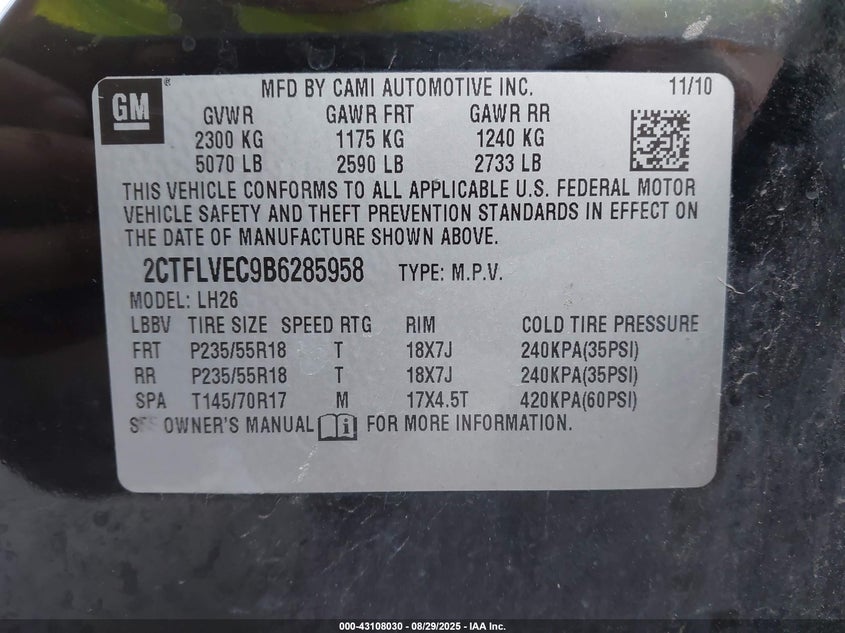 GM ® MFD BY CAMI AUTOMOTIVE INC. 11/10
GVWR GAWR FRT GAWR RR
2300 KG 1175 KG 1240 KG
5070 LB 2590 LB 2733 LB
THIS VEHICLE CONFORMS TO ALL APPLICABLE U.S. FEDERAL MOTOR
VEHICLE SAFETY AND THEFT PREVENTION STANDARDS IN EFFECT ON
THE DATE OF MANUFACTURE SHOWN ABOVE.
2CTFLVEC9B6285958 TYPE: M.P.V.
MODEL: LH26
LBBV TIRE SIZE SPEED RTG RIM COLD TIRE PRESSURE
FRT P235/55R18 T 18X7J 240KPA(35PSI)
RR P235/55R18 T 18X7J 240KPA(35PSI)
SPA T145/70R17 M 17X4.5T 420KPA(60PSI)
OWNER'S MANUAL FOR MORE INFORMATION.
000-43108030 - 08/29/2025 - IAA Inc.